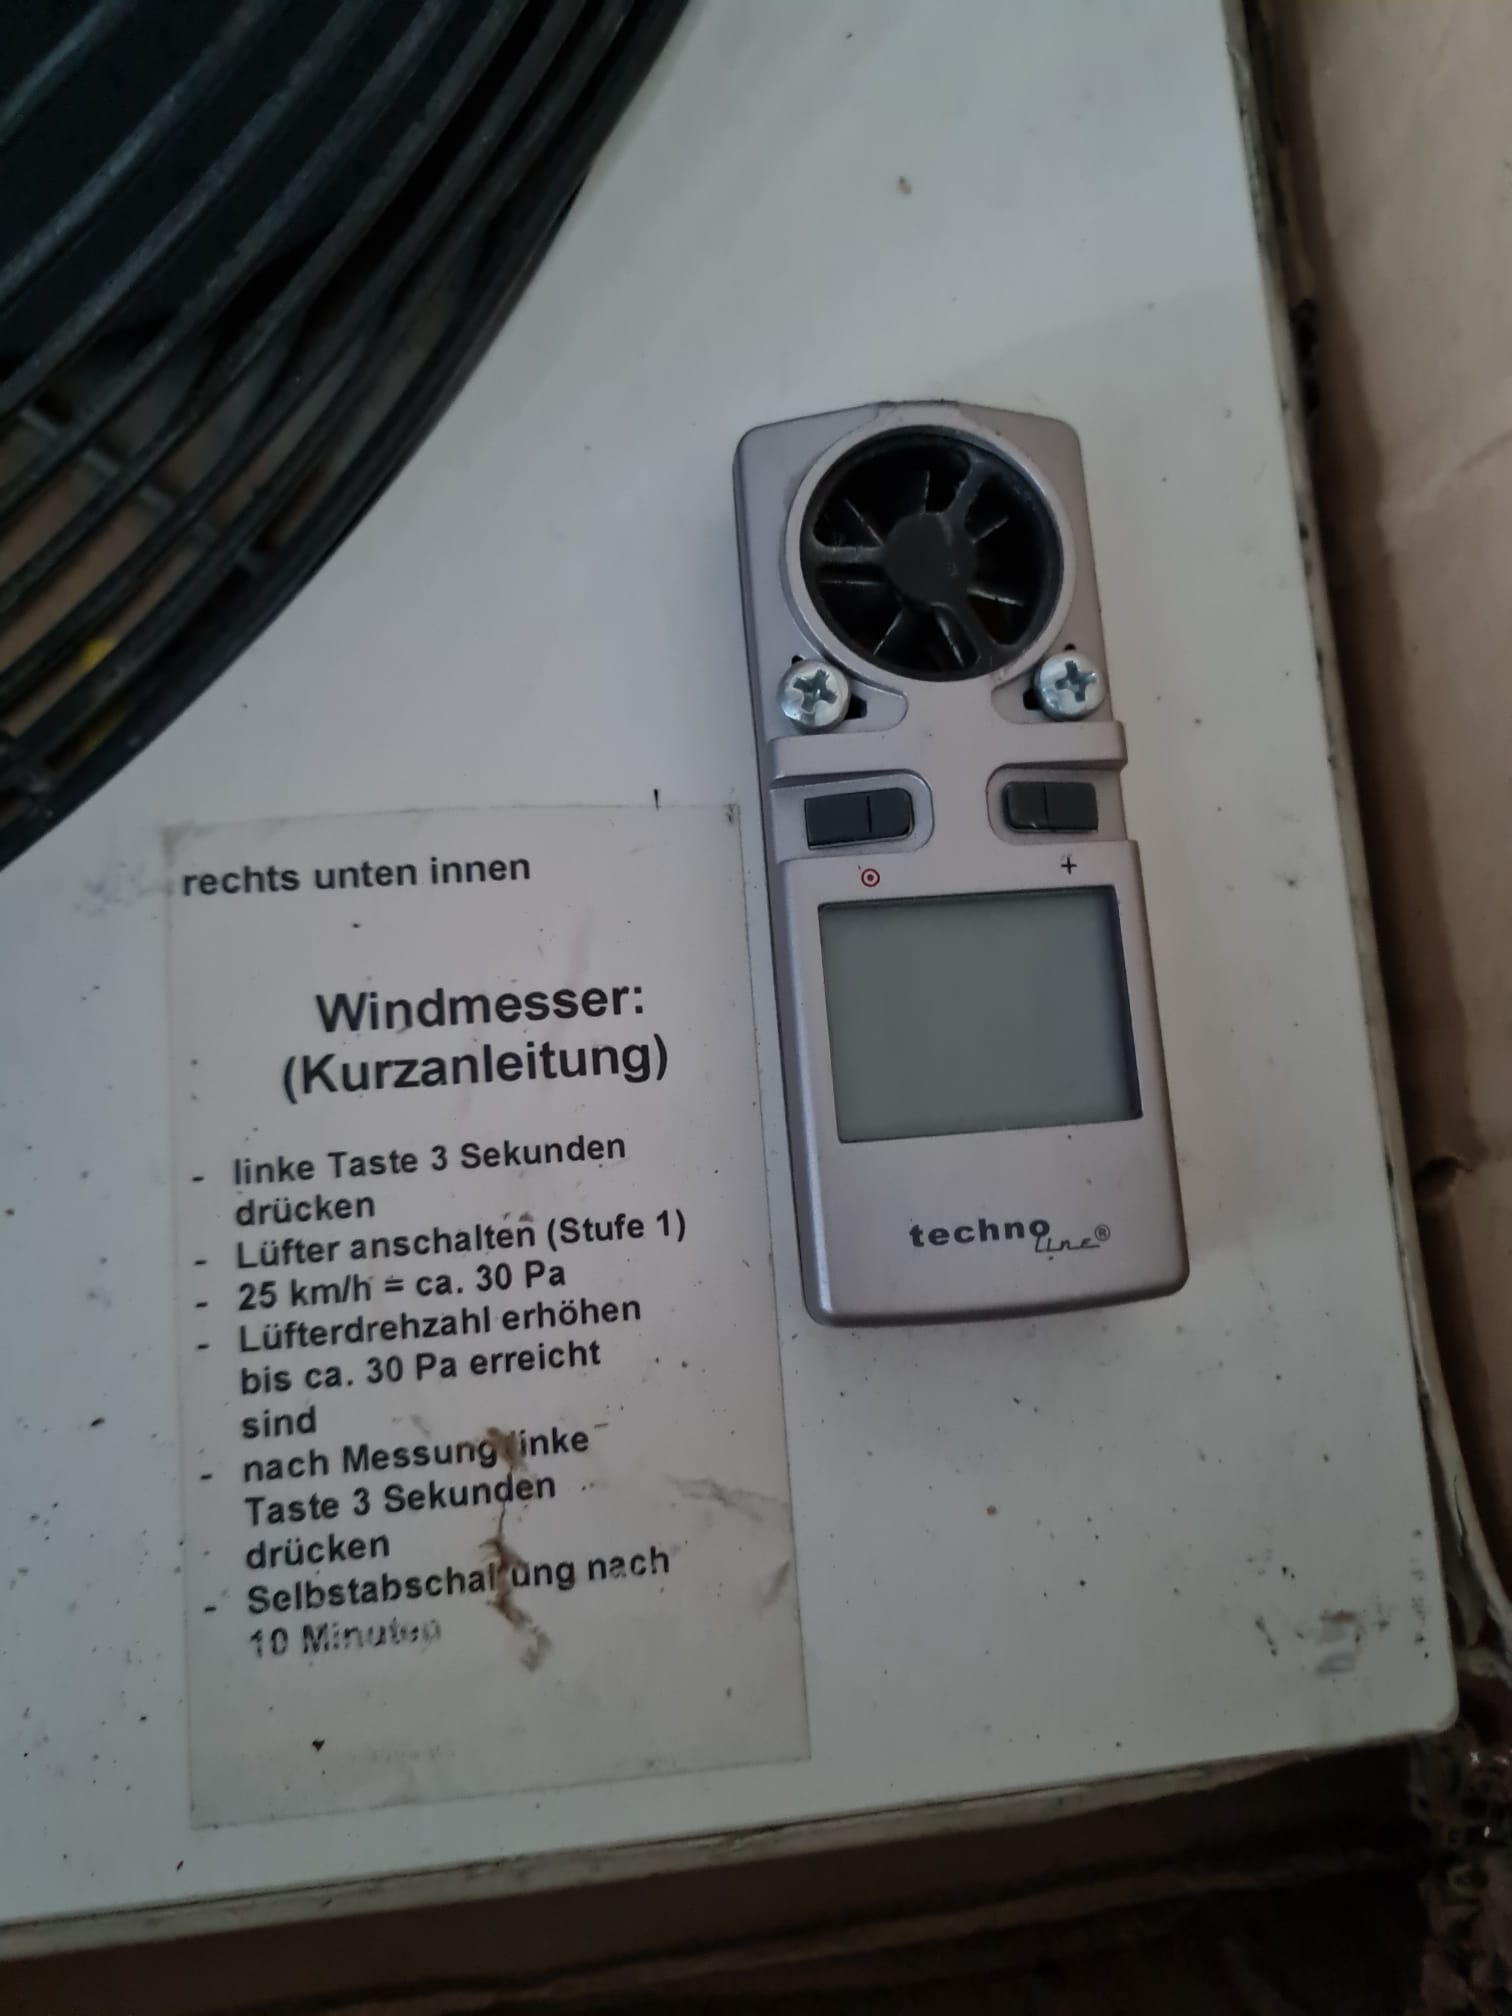 rechts unten innen
Windmesser:
(Kurzanleitung)
- linke Taste 3 Sekunden
drücken
- Lüfter anschalten (Stufe 1)
- 25 km/h = ca. 30 Pa
- Lüfterdrehzahl erhöhen
bis ca. 30 Pa erreicht
sind
- nach Messung linke
Taste 3 Sekunden
drücken
- Selbstabschaltung nach
10 Minuten
+
techno
line®